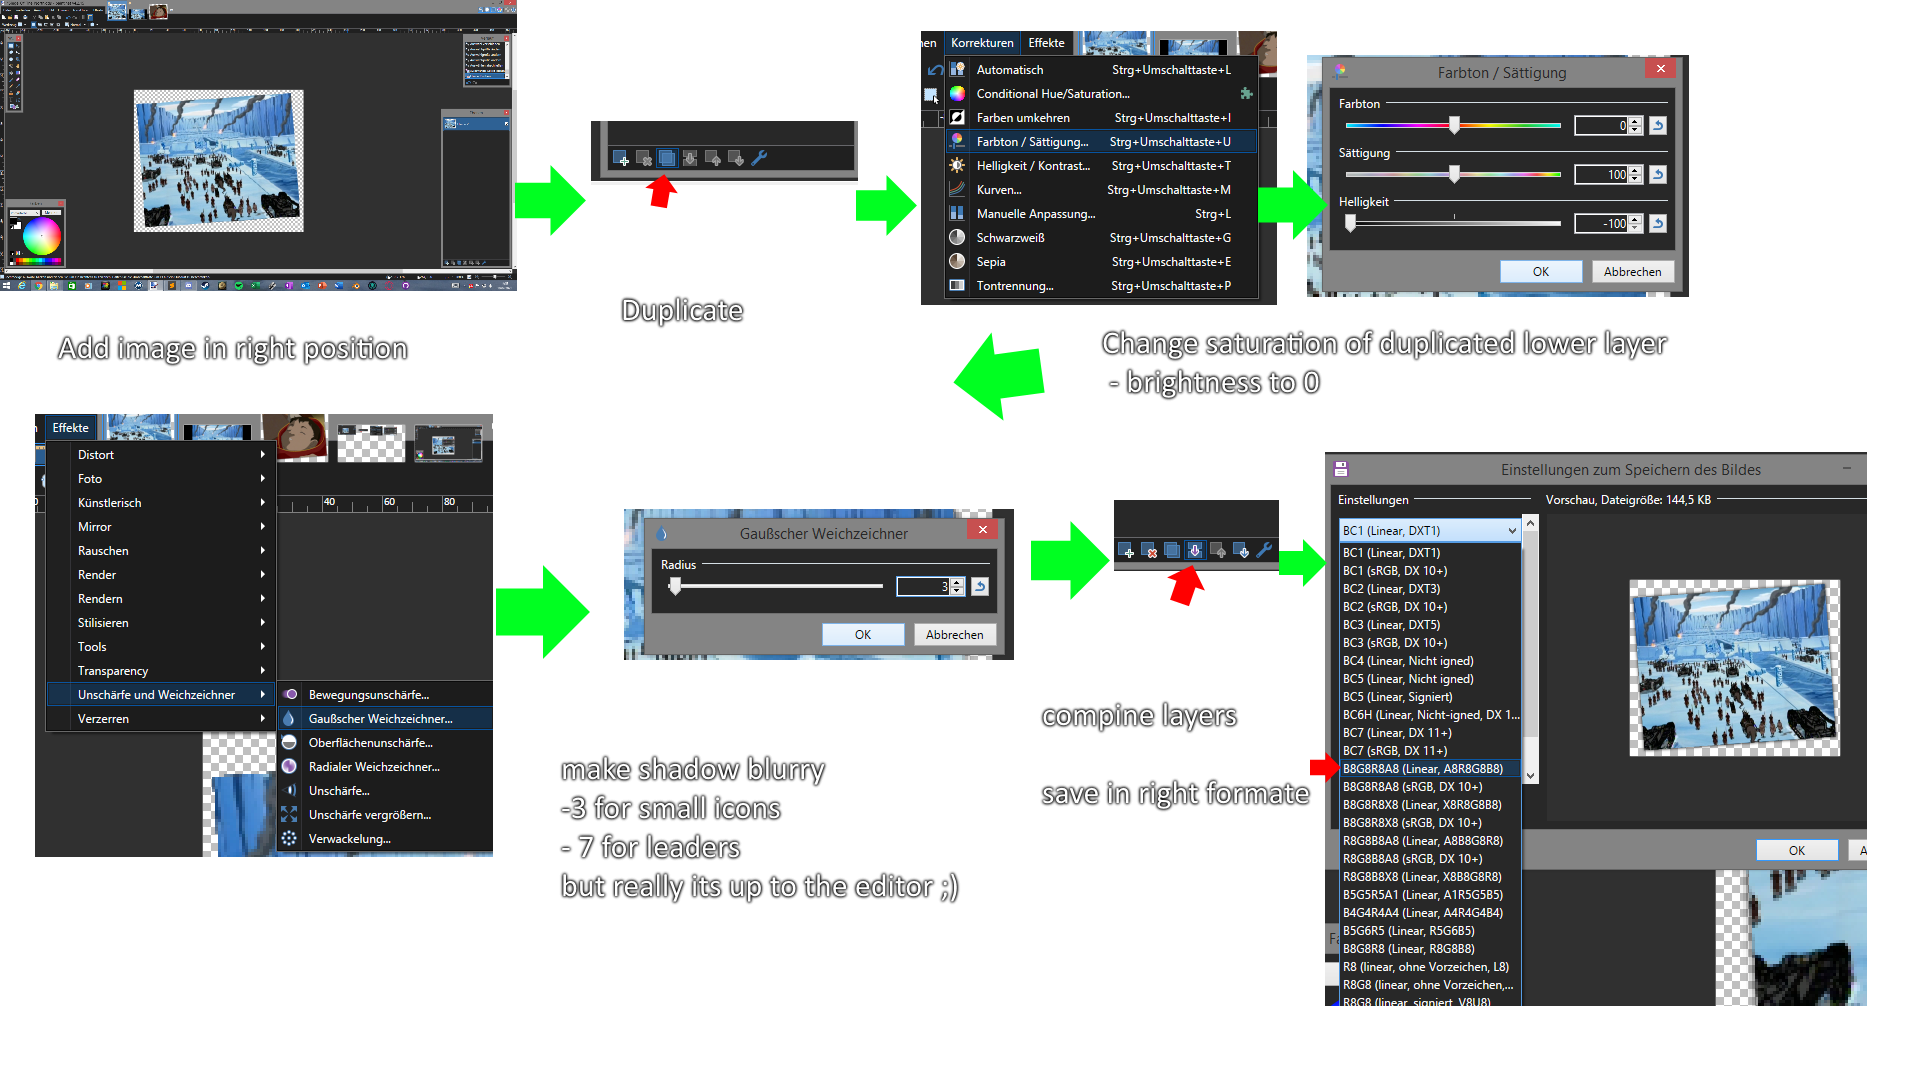 Add image in right position
Duplicate
nen Korrekturen Effekte
Automatisch Strg+Umschalttaste+L
Conditional Hue/Saturation...
Farben umkehren Strg+Umschalttaste+I
Farbton / Sättigung... Strg+Umschalttaste+U
Helligkeit / Kontrast... Strg+Umschalttaste+T
Kurven... Strg+Umschalttaste+M
Manuelle Anpassung... Strg+L
Schwarzweiß Strg+Umschalttaste+G
Sepia Strg+Umschalttaste+E
Tontrennung... Strg+Umschalttaste+P
Farbton / Sättigung
Farbton
0
Sättigung
100
Helligkeit
-100
OK Abbrechen
Change saturation of duplicated lower layer
- brightness to 0
Effekte
Distort
Foto
Künstlerisch
Mirror
Rauschen
Render
Rendern
Stilisieren
Tools
Transparency
Unschärfe und Weichzeichner
Verzerren
40 60 80
Bewegungsunschärfe...
Gaußscher Weichzeichner...
Oberflächenunschärfe...
Radialer Weichzeichner...
Unschärfe...
Unschärfe vergrößern...
Verwackelung...
Gaußscher Weichzeichner
Radius
3
OK Abbrechen
make shadow blurry
-3 for small icons
- 7 for leaders
but really its up to the editor ;)
compine layers
save in right formate
Einstellungen zum Speichern des Bildes
Einstellungen Vorschau, Dateigröße: 144,5 KB
BC1 (Linear, DXT1)
BC1 (Linear, DXT1)
BC1 (sRGB, DX 10+)
BC2 (Linear, DXT3)
BC2 (sRGB, DX 10+)
BC3 (Linear, DXT5)
BC3 (sRGB, DX 10+)
BC4 (Linear, Nicht igned)
BC5 (Linear, Nicht igned)
BC5 (Linear, Signiert)
BC6H (Linear, Nicht-igned, DX 1...
BC7 (Linear, DX 11+)
BC7 (sRGB, DX 11+)
B8G8R8A8 (Linear, A8R8G8B8)
B8G8R8A8 (sRGB, DX 10+)
B8G8R8X8 (Linear, X8R8G8B8)
B8G8R8X8 (sRGB, DX 10+)
R8G8B8A8 (Linear, A8B8G8R8)
R8G8B8A8 (sRGB, DX 10+)
R8G8B8X8 (Linear, X8B8G8R8)
B5G5R5A1 (Linear, A1R5G5B5)
B4G4R4A4 (Linear, A4R4G4B4)
B5G6R5 (Linear, R5G6B5)
B8G8R8 (Linear, R8G8B8)
R8 (linear, ohne Vorzeichen, L8)
R8G8 (linear, ohne Vorzeichen,...
R8G8 (linear, signiert, V8U8)
OK A
Fa